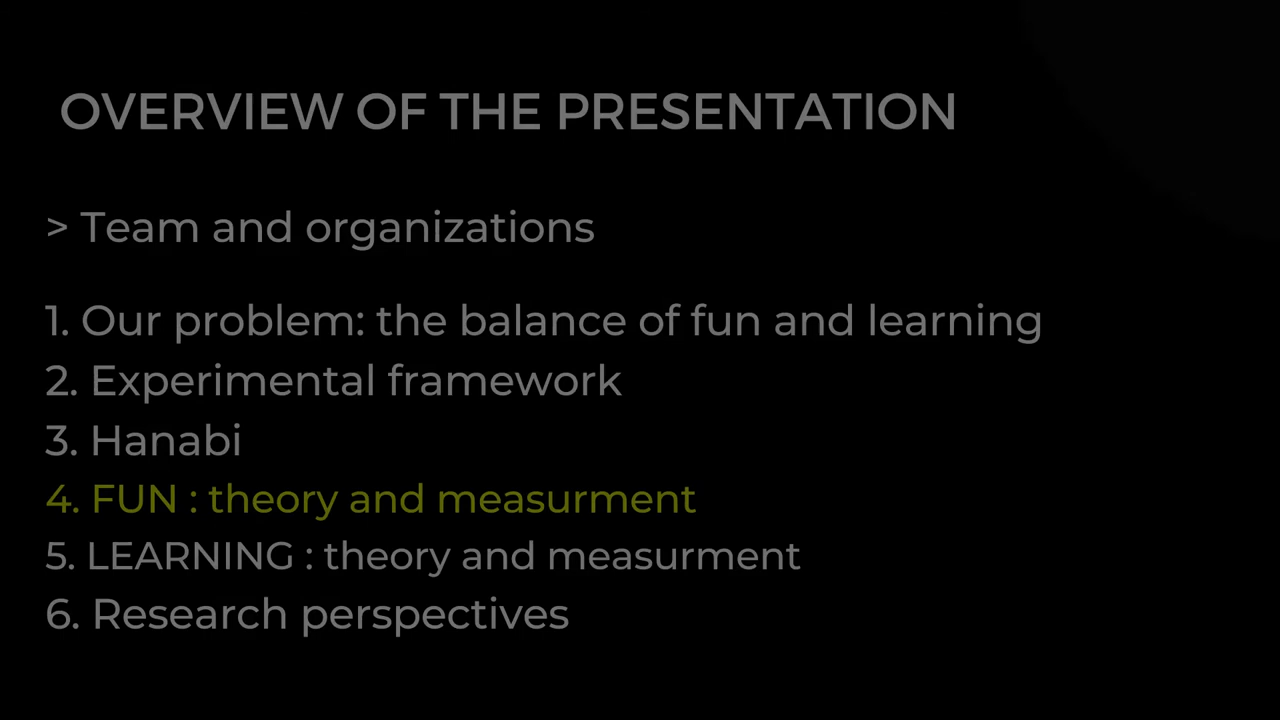 OVERVIEW OF THE PRESENTATION
> Team and organizations
1. Our problem: the balance of fun and learning
2. Experimental framework
3. Hanabi
4. FUN : theory and measurment
5. LEARNING : theory and measurment
6. Research perspectives